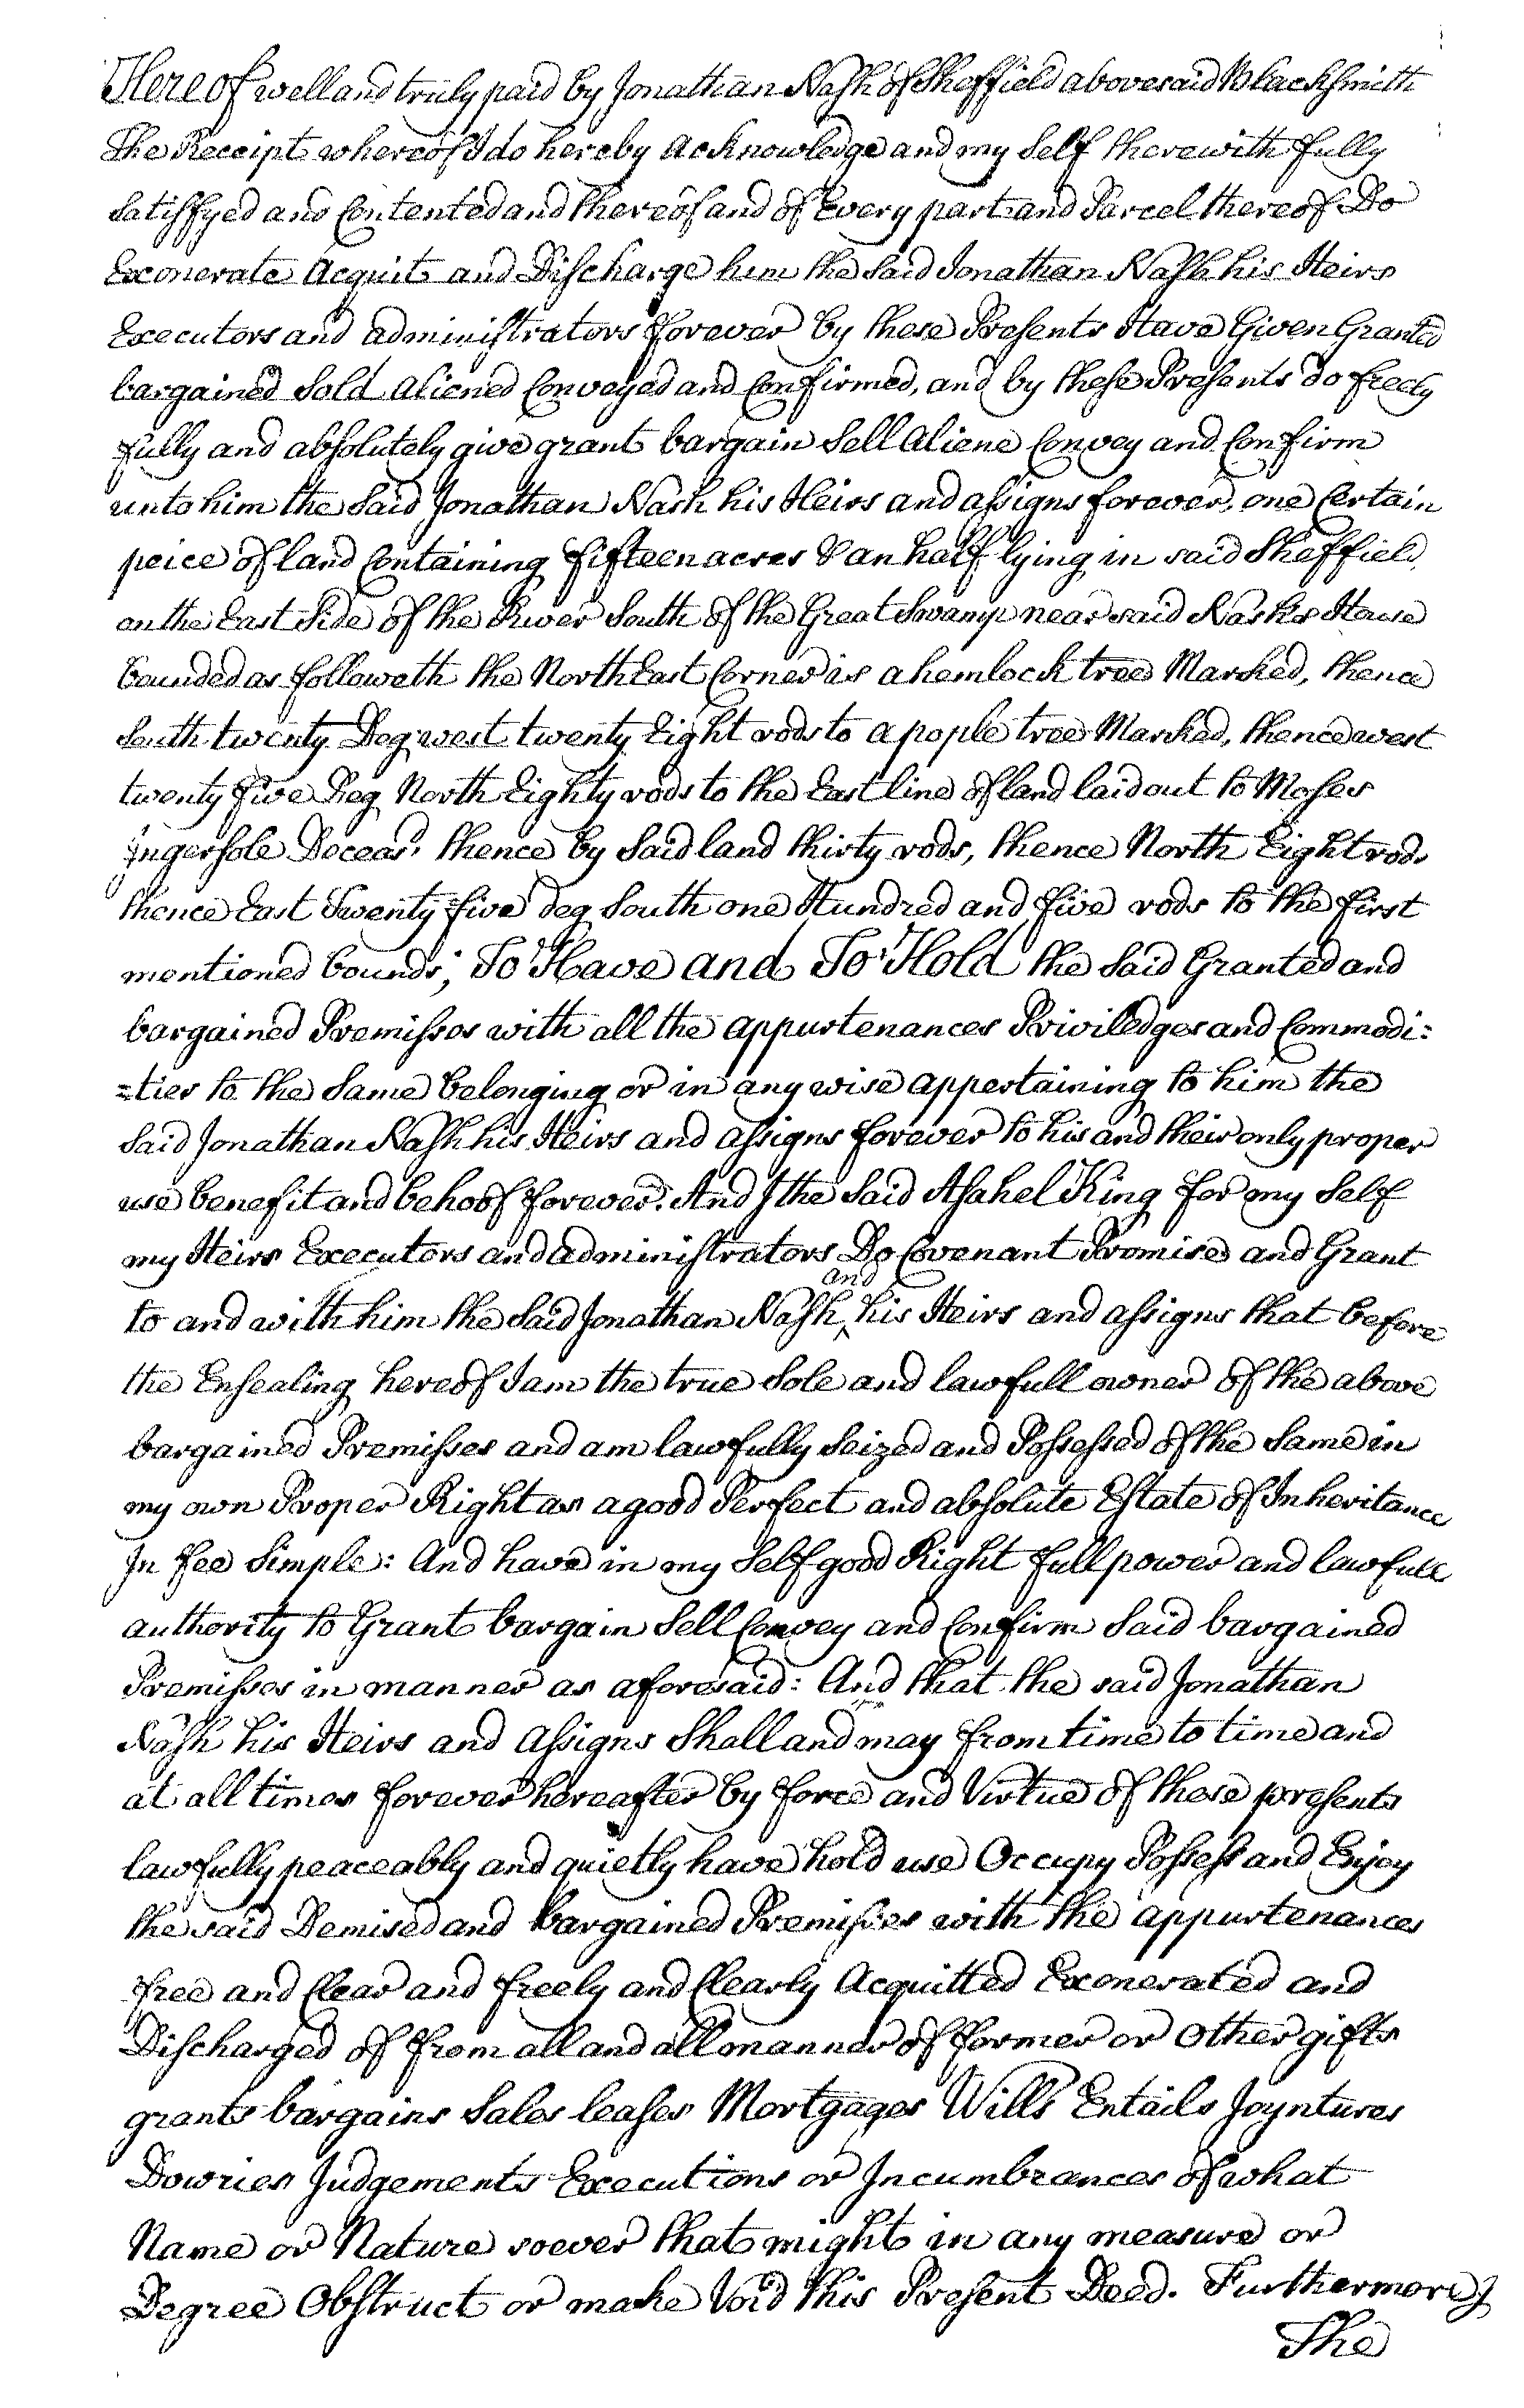 Hereof well and truly paid by Jonathan Nash of Sheffield abovesaid Blacksmith
The Receipt whereof I do hereby acknowledge and my Self therewith fully
Satisfyed and Contented and thereof and of Every part and Parcel thereof Do
Exonerate Acquit and Discharge him the Said Jonathan Nash his Heirs
Executors and administrators forever by these Presents Have Given Granted
bargained Sold aliened Conveyed and Confirmed, and by these Presents do freely
fully and absolutely give grant bargain Sell aliene Convey and Confirm
unto him the Said Jonathan Nash his Heirs and assigns forever, one Certain
peice of land Containing fifteen acres & an half lying in said Sheffield
on the East Side of the River South of the Great Swamp near said Nashs House
bounded as followeth the North East Corner is a hemlock tree Marked, thence
South twenty Deg west twenty Eight rods to a pople tree Marked, thence west
twenty five Deg North Eighty rods to the East line of land laid out to Moses
Ingersole Deceasd, thence by Said land thirty rods, thence North Eight rods
thence East Twenty five deg South one Hundred and five rods to the first
mentioned bounds; To Have and To Hold the Said Granted and
bargained Premisses with all the appurtenances Priviledges and Commodi:
=ties to the Same belonging or in any wise appertaining to him the
Said Jonathan Nash his Heirs and assigns forever to his and their only proper
use benefit and behoof forever. And I the Said Asahel King for my Self
my Heirs Executors and administrators Do Covenant Promise and Grant
to and with him the Said Jonathan Nash and his Heirs and assigns that before
the Ensealing hereof I am the true Sole and lawfull owner of the above
bargained Premisses and am lawfully Seized and Possessed of the Same in
my own Proper Right as a good Perfect and absolute Estate of Inheritance
In fee Simple: And have in my Self good Right full power and lawfull
authority to Grant bargain Sell Convey and Confirm Said bargained
Premisses in manner as aforesaid: And that the said Jonathan
Nash his Heirs and assigns Shall and may from time to time and
at all times forever hereafter by force and Virtue of these presents
lawfully peaceably and quietly have hold use Occupy Possess and Enjoy
the said Demised and bargained Premisses with the appurtenances
free and Clear and freely and Clearly Acquitted Exonerated and
Discharged of from all and all manner of former or other gifts
grants bargains Sales leases Mortgages Wills Entails Joyntures
Dowries Judgements Executions or Incumbrances of what
Name or Nature soever that might in any measure or
Degree Obstruct or make Void this Present Deed. Furthermore I
The